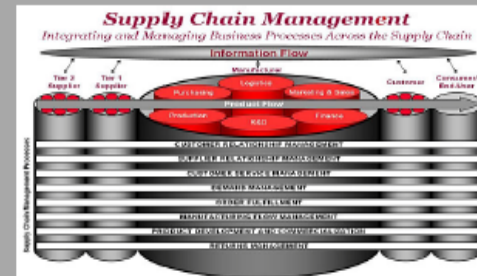 Supply Chain Management
Integrating and Managing Business Processes Across the Supply Chain
Information Flow
Manufacturer
Tier 2
Supplier
Tier 1
Supplier
Logistics
Customer
Consumer/
End-User
Purchasing
Marketing & Sales
Product Flow
Production
R&D
Finance
Supply Chain Management Processes
CUSTOMER RELATIONSHIP MANAGEMENT
SUPPLIER RELATIONSHIP MANAGEMENT
CUSTOMER SERVICE MANAGEMENT
DEMAND MANAGEMENT
ORDER FULFILLMENT
MANUFACTURING FLOW MANAGEMENT
PRODUCT DEVELOPMENT AND COMMERCIALIZATION
RETURNS MANAGEMENT